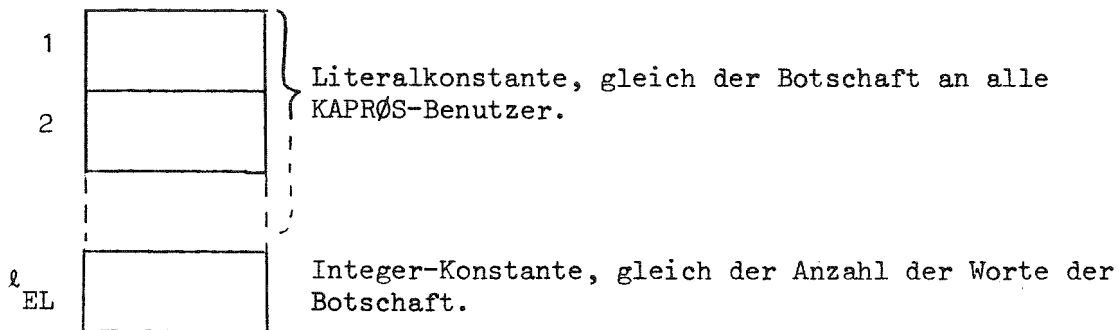 1
Literalkonstante, gleich der Botschaft an alle
KAPRØS-Benutzer.
2
ℓEL
Integer-Konstante, gleich der Anzahl der Worte der
Botschaft.